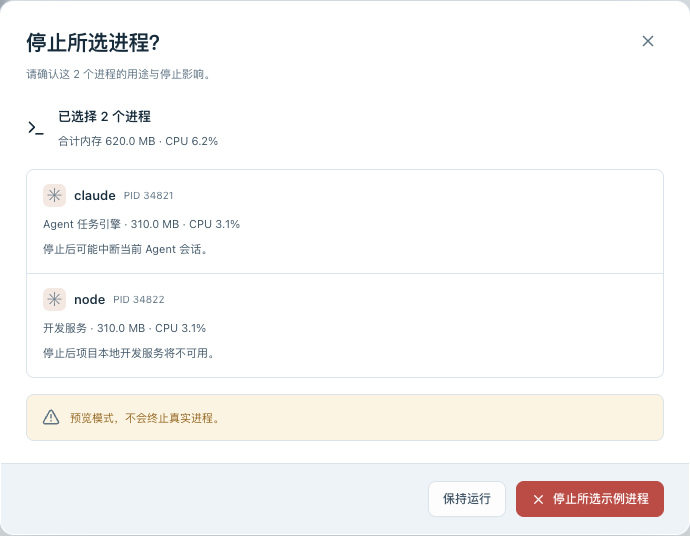 停止所选进程?
请确认这 2 个进程的用途与停止影响。
已选择 2 个进程
合计内存 620.0 MB · CPU 6.2%
claude PID 34821
Agent 任务引擎 · 310.0 MB · CPU 3.1%
停止后可能中断当前 Agent 会话。
node PID 34822
开发服务 · 310.0 MB · CPU 3.1%
停止后项目本地开发服务将不可用。
预览模式，不会终止真实进程。
保持运行
停止所选示例进程